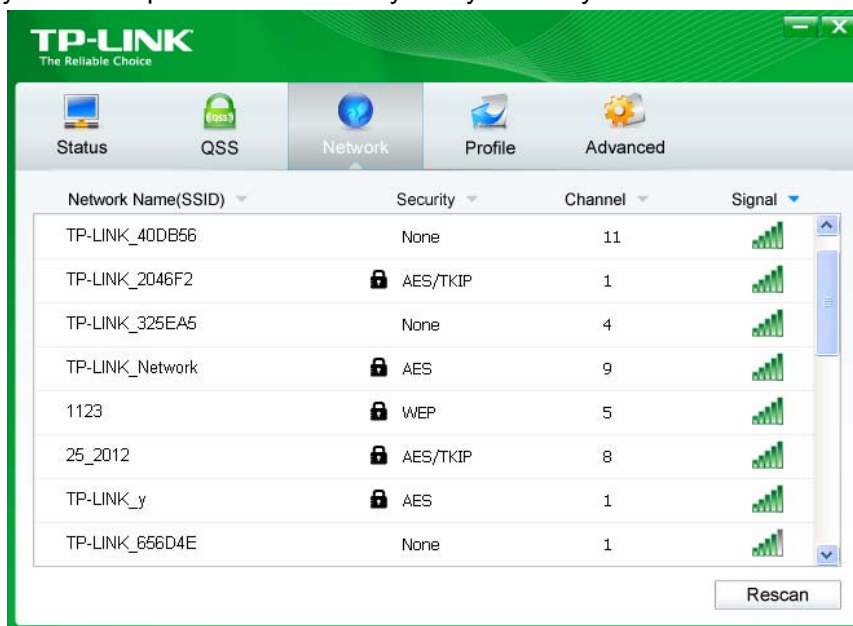 TP-LINK
The Reliable Choice
Status QSS Network Profile Advanced
Network Name(SSID) Security Channel Signal
TP-LINK_40DB56 None 11
TP-LINK_2046F2 AES/TKIP 1
TP-LINK_325EA5 None 4
TP-LINK_Network AES 9
1123 WEP 5
25_2012 AES/TKIP 8
TP-LINK_y AES 1
TP-LINK_656D4E None 1
Rescan